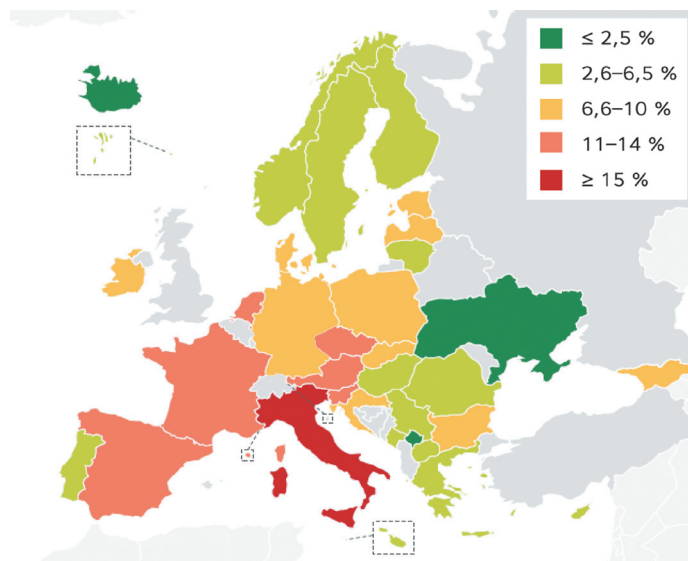 ≤ 2,5 %
2,6–6,5 %
6,6–10 %
11–14 %
≥ 15 %